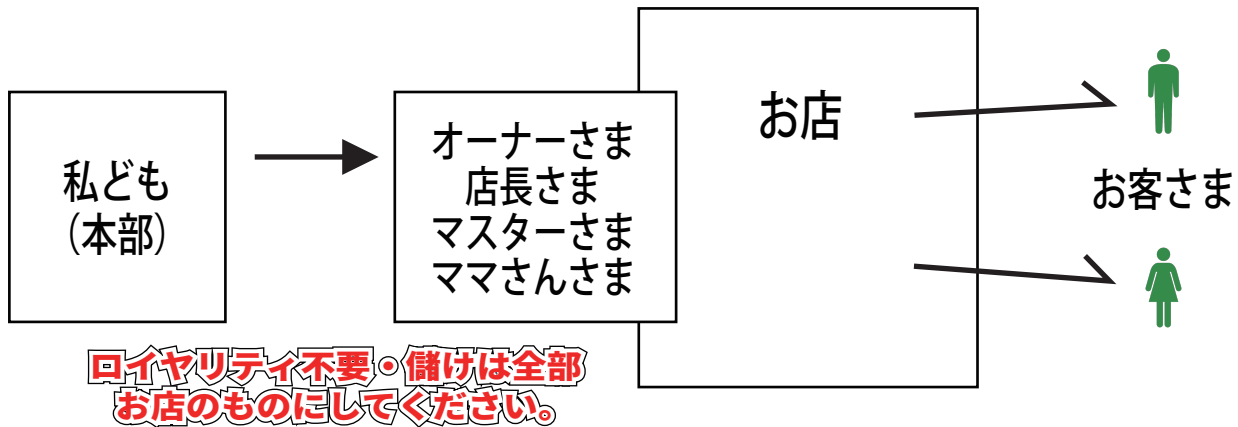 私ども
（本部）
オーナーさま
店長さま
マスターさま
ママさんさま
お店
お客さま
ロイヤリティ不要・儲けは全部
お店のものにしてください。